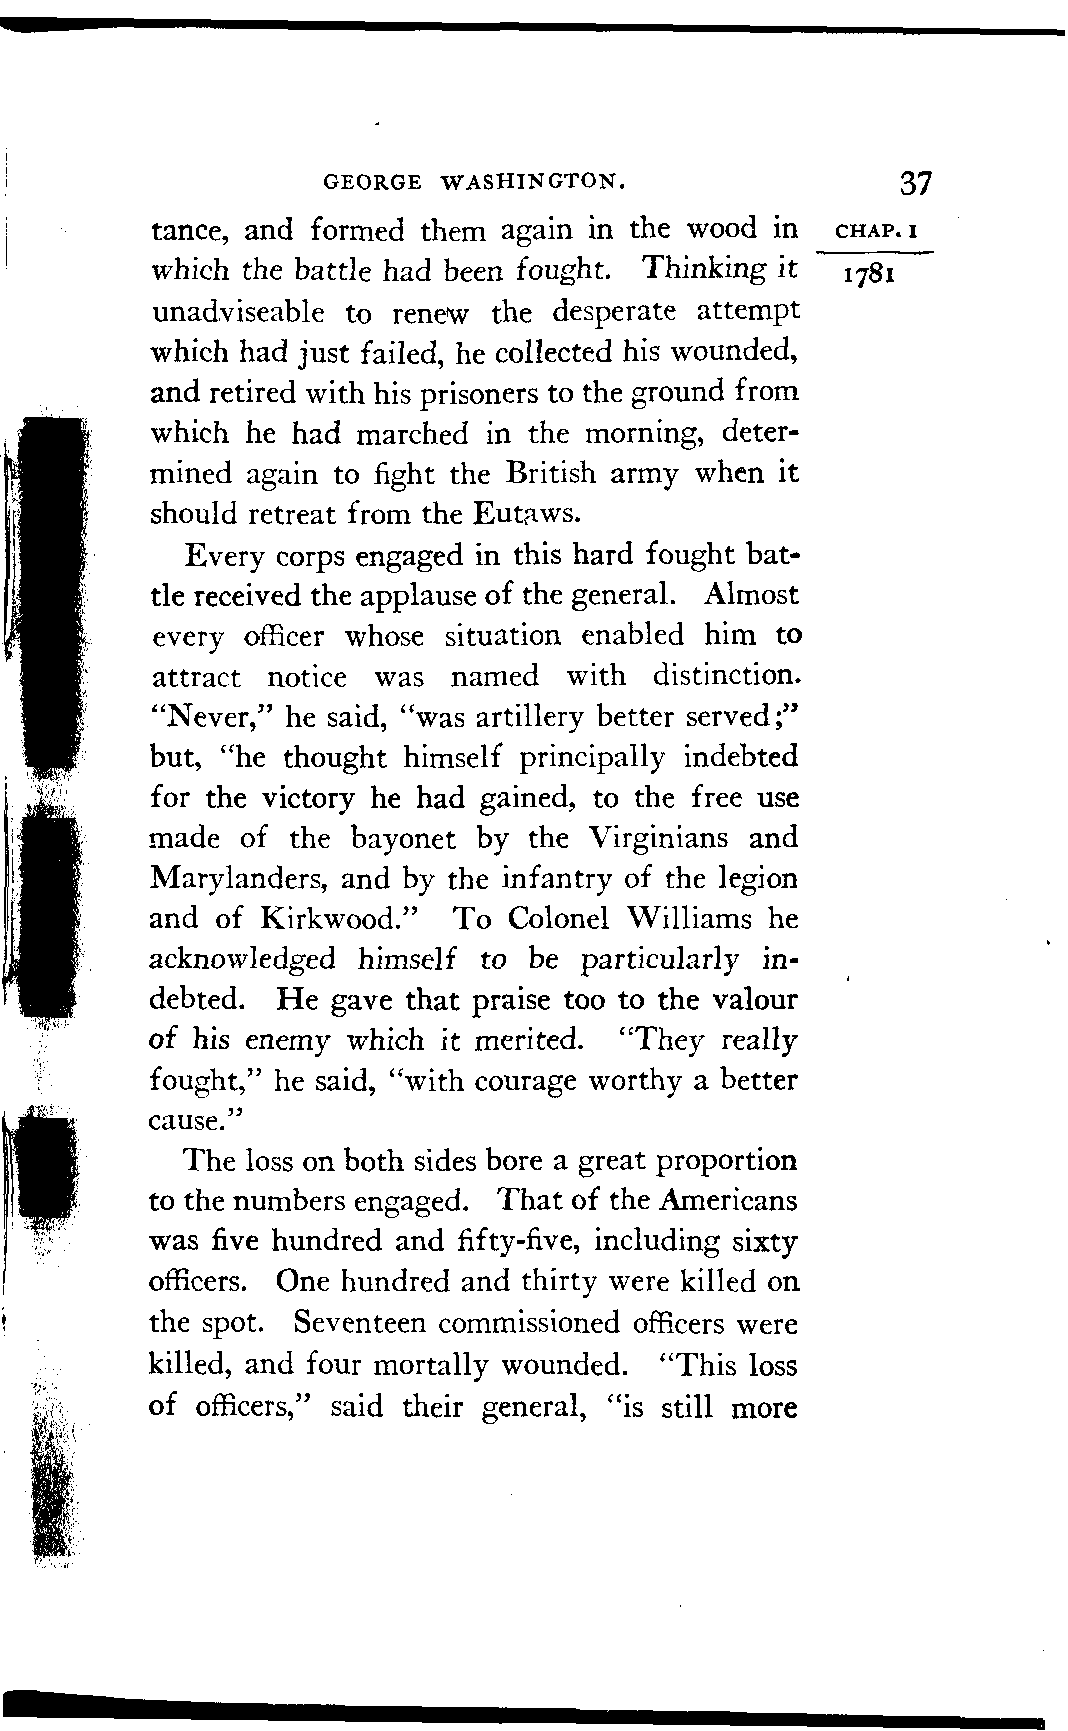 GEORGE WASHINGTON. 37
tance, and formed them again in the wood in CHAP. I
which the battle had been fought. Thinking it 1781
unadviseable to renew the desperate attempt
which had just failed, he collected his wounded,
and retired with his prisoners to the ground from
which he had marched in the morning, deter-
mined again to fight the British army when it
should retreat from the Eutaws.
Every corps engaged in this hard fought bat-
tle received the applause of the general. Almost
every officer whose situation enabled him to
attract notice was named with distinction.
“Never,” he said, “was artillery better served;”
but, “he thought himself principally indebted
for the victory he had gained, to the free use
made of the bayonet by the Virginians and
Marylanders, and by the infantry of the legion
and of Kirkwood.” To Colonel Williams he
acknowledged himself to be particularly in-
debted. He gave that praise too to the valour
of his enemy which it merited. “They really
fought,” he said, “with courage worthy a better
cause.”
The loss on both sides bore a great proportion
to the numbers engaged. That of the Americans
was five hundred and fifty-five, including sixty
officers. One hundred and thirty were killed on
the spot. Seventeen commissioned officers were
killed, and four mortally wounded. “This loss
of officers,” said their general, “is still more